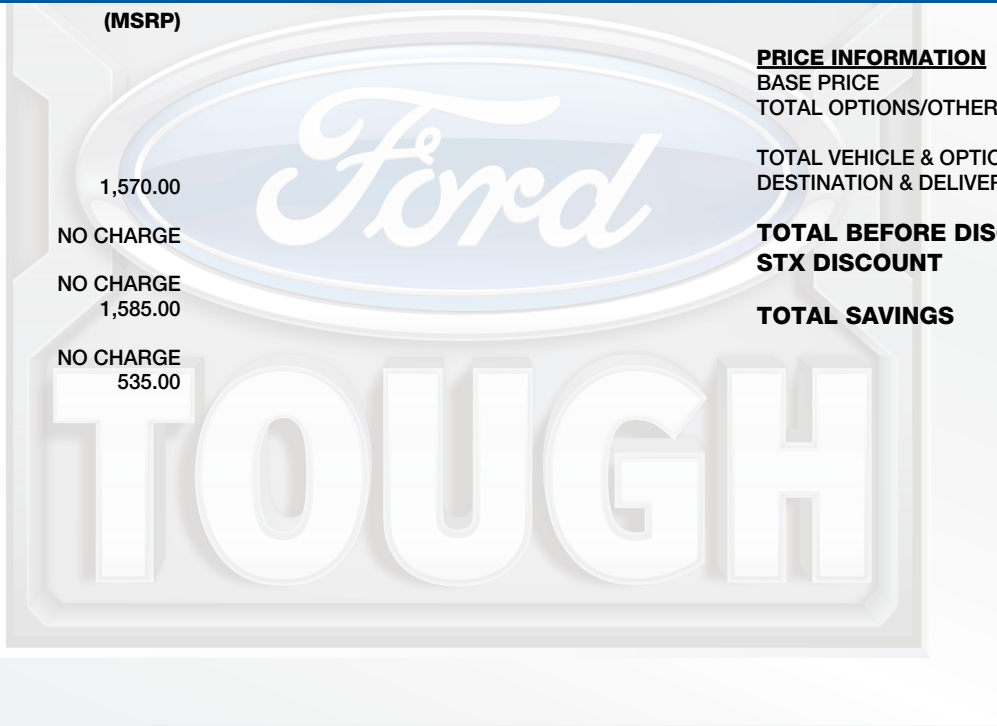 (MSRP)
1,570.00
NO CHARGE
NO CHARGE
1,585.00
NO CHARGE
535.00
PRICE INFORMATION
BASE PRICE
TOTAL OPTIONS/OTHER
TOTAL VEHICLE & OPTIO
DESTINATION & DELIVER
TOTAL BEFORE DISC
STX DISCOUNT
TOTAL SAVINGS
Ford
TOUGH